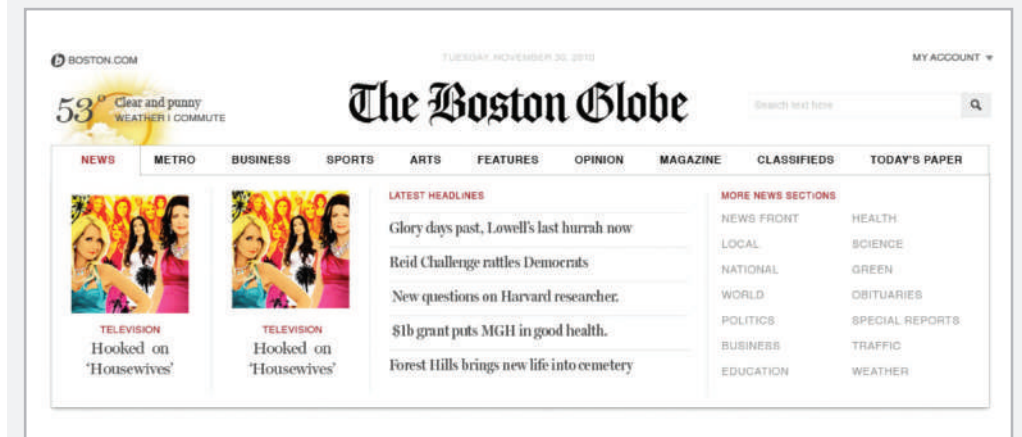 BOSTON.COM
TUESDAY, NOVEMBER 30, 2010
MY ACCOUNT
53° Clear and punny
WEATHER | COMMUTE
The Boston Globe
Search text here
NEWS METRO BUSINESS SPORTS ARTS FEATURES OPINION MAGAZINE CLASSIFIEDS TODAY'S PAPER
TELEVISION
Hooked on
'Housewives'
TELEVISION
Hooked on
'Housewives'
LATEST HEADLINES
Glory days past, Lowell's last hurrah now
Reid Challenge rattles Democrats
New questions on Harvard researcher.
$1b grant puts MGH in good health.
Forest Hills brings new life into cemetery
MORE NEWS SECTIONS
NEWS FRONT
LOCAL
NATIONAL
WORLD
POLITICS
BUSINESS
EDUCATION
HEALTH
SCIENCE
GREEN
OBITUARIES
SPECIAL REPORTS
TRAFFIC
WEATHER